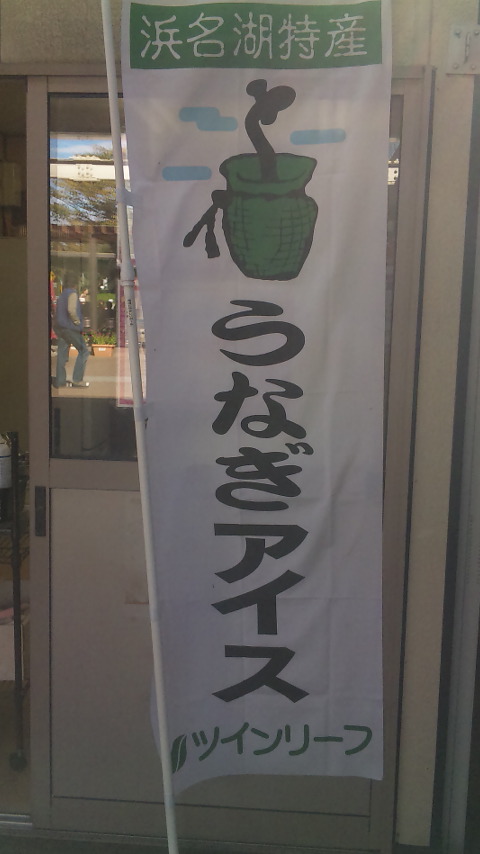 浜名湖特産
うなぎアイス
ツインリーフ